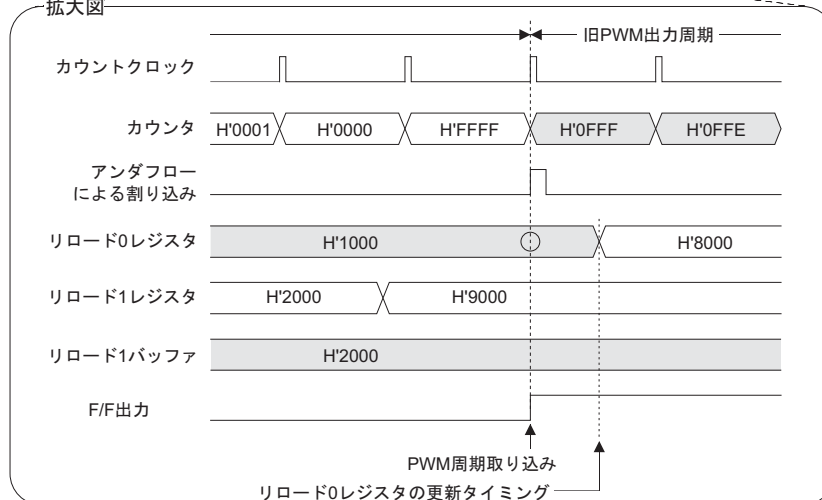 拡大図
旧PWM出力周期
カウントクロック
カウンタ H'0001 H'0000 H'FFFF H'0FFF H'0FFE
アンダフロー
による割り込み
リロード0レジスタ H'1000 H'8000
リロード1レジスタ H'2000 H'9000
リロード1バッファ H'2000
F/F出力
PWM周期取り込み
リロード0レジスタの更新タイミング